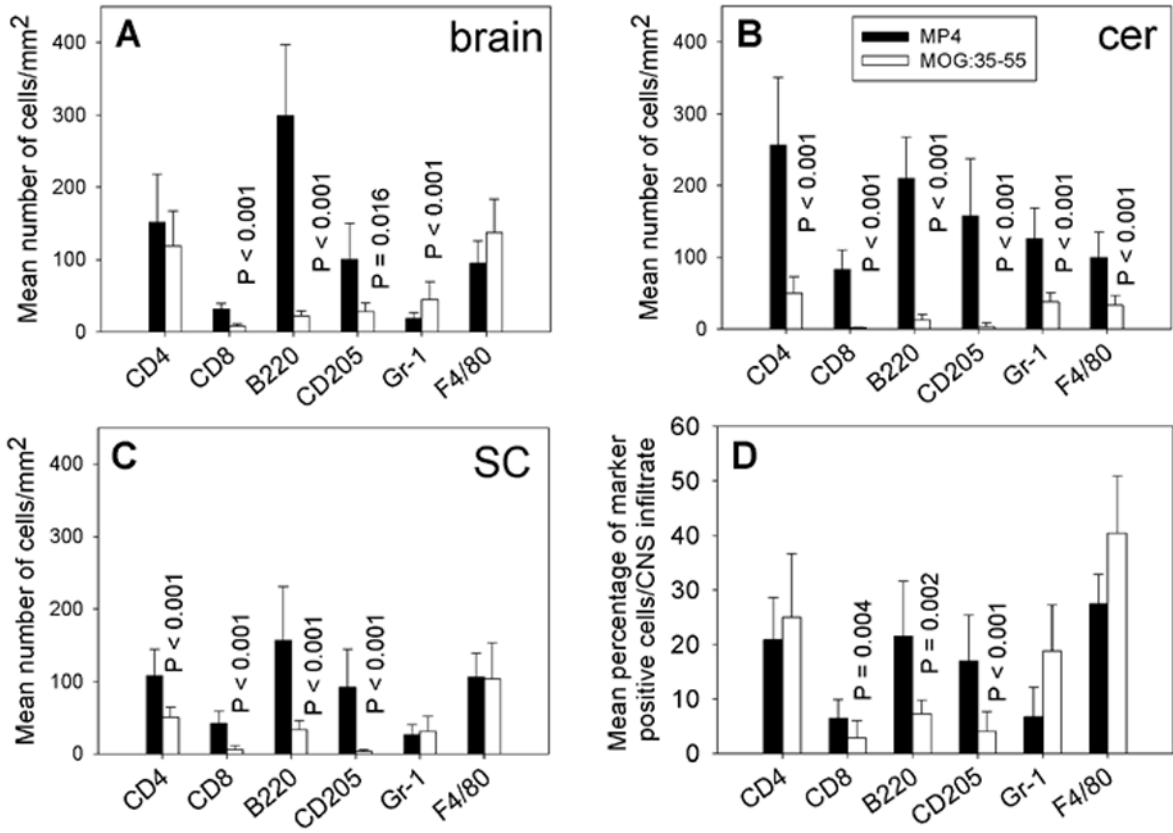 A
brain
Mean number of cells/mm²
400
300
200
100
0
P < 0.001
P < 0.001
P = 0.016
P < 0.001
CD4
CD8
B220
CD205
Gr-1
F4/80
B
MP4
MOG:35-55
cer
Mean number of cells/mm²
400
300
200
100
0
P < 0.001
P < 0.001
P < 0.001
P < 0.001
P < 0.001
P < 0.001
CD4
CD8
B220
CD205
Gr-1
F4/80
C
SC
Mean number of cells/mm²
400
300
200
100
0
P < 0.001
P < 0.001
P < 0.001
P < 0.001
CD4
CD8
B220
CD205
Gr-1
F4/80
D
Mean percentage of marker
positive cells/CNS infiltrate
60
50
40
30
20
10
0
P = 0.004
P = 0.002
P < 0.001
CD4
CD8
B220
CD205
Gr-1
F4/80